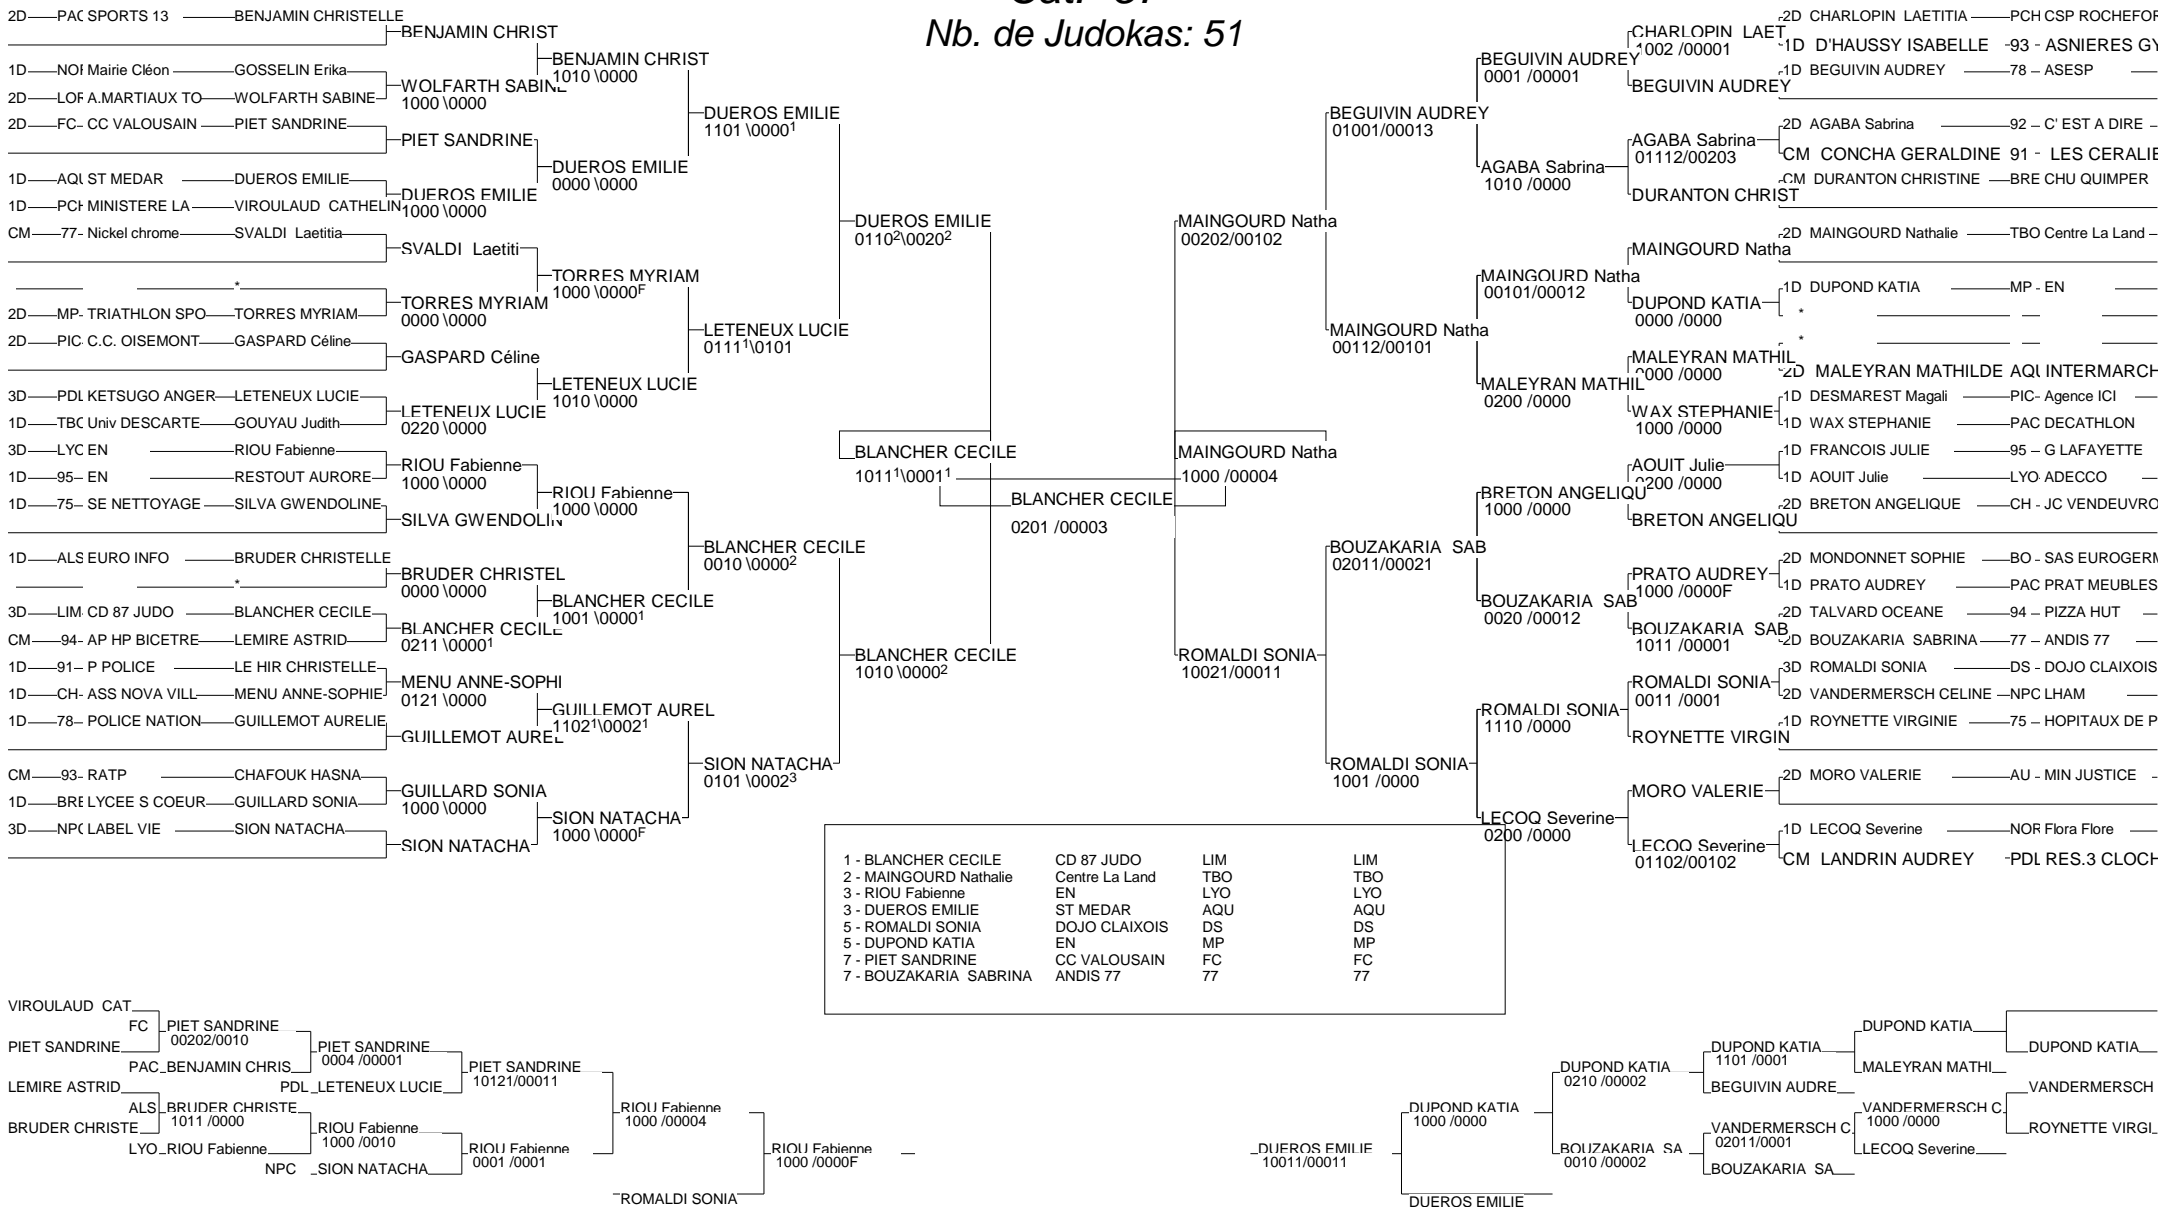 Nb. de Judokas: 51
2D PAC SPORTS 13 BENJAMIN CHRISTELLE
1D NOR Mairie Cléon GOSSELIN Erika
2D LOR A.MARTIAUX TO WOLFARTH SABINE
2D FC- CC VALOUSAIN PIET SANDRINE
1D AQU ST MEDAR DUEROS EMILIE
1D PCH MINISTERE LA VIROULAUD CATHELIN
CM 77- Nickel chrome SVALDI Laetitia
*
2D MP- TRIATHLON SPO TORRES MYRIAM
2D PIC C.C. OISEMONT GASPARD Céline
3D PDL KETSUGO ANGER LETENEUX LUCIE
1D TBO Univ DESCARTE GOUYAU Judith
3D LYO EN RIOU Fabienne
1D 95- EN RESTOUT AURORE
1D 75- SE NETTOYAGE SILVA GWENDOLINE
1D ALS EURO INFO BRUDER CHRISTELLE
*
3D LIM CD 87 JUDO BLANCHER CECILE
CM 94- AP HP BICETRE LEMIRE ASTRID
1D 91- P POLICE LE HIR CHRISTELLE
1D CH- ASS NOVA VILL MENU ANNE-SOPHIE
1D 78- POLICE NATION GUILLEMOT AURELIE
CM 93- RATP CHAFOUK HASNA
1D BRE LYCEE S COEUR GUILLARD SONIA
3D NPC LABEL VIE SION NATACHA
BENJAMIN CHRIST
WOLFARTH SABINE
1000 \0000
PIET SANDRINE
DUEROS EMILIE
1000 \0000
SVALDI Laetiti
TORRES MYRIAM
0000 \0000
GASPARD Céline
LETENEUX LUCIE
0220 \0000
RIOU Fabienne
1000 \0000
SILVA GWENDOLIN
BRUDER CHRISTEL
0000 \0000
BLANCHER CECILE
0211 \00001
MENU ANNE-SOPHI
0121 \0000
GUILLEMOT AUREL
GUILLARD SONIA
1000 \0000
SION NATACHA
BENJAMIN CHRIST
1010 \0000
DUEROS EMILIE
0000 \0000
TORRES MYRIAM
1000 \0000F
LETENEUX LUCIE
1010 \0000
RIOU Fabienne
1000 \0000
BLANCHER CECILE
1001 \00001
GUILLEMOT AUREL
11021\00021
SION NATACHA
1000 \0000F
DUEROS EMILIE
1101 \00001
LETENEUX LUCIE
01111\0101
BLANCHER CECILE
0010 \00002
SION NATACHA
0101 \00023
DUEROS EMILIE
01102\00202
BLANCHER CECILE
1010 \00002
BLANCHER CECILE
10111\00011
BLANCHER CECILE
0201 /00003
MAINGOURD Natha
1000 /00004
MAINGOURD Natha
00202/00102
ROMALDI SONIA
10021/00011
BEGUIVIN AUDREY
01001/00013
MAINGOURD Natha
00112/00101
BOUZAKARIA SAB
02011/00021
ROMALDI SONIA
1001 /0000
BEGUIVIN AUDREY
0001 /00001
AGABA Sabrina
1010 /0000
MAINGOURD Natha
00101/00012
MALEYRAN MATHIL
0200 /0000
BRETON ANGELIQU
1000 /0000
BOUZAKARIA SAB
0020 /00012
ROMALDI SONIA
1110 /0000
LECOQ Severine
0200 /0000
CHARLOPIN LAET
1002 /00001
BEGUIVIN AUDREY
AGABA Sabrina
01112/00203
DURANTON CHRIST
MAINGOURD Natha
DUPOND KATIA
0000 /0000
MALEYRAN MATHIL
0000 /0000
WAX STEPHANIE
1000 /0000
AOUIT Julie
0200 /0000
BRETON ANGELIQU
PRATO AUDREY
1000 /0000F
BOUZAKARIA SAB
1011 /00001
ROMALDI SONIA
0011 /0001
ROYNETTE VIRGIN
MORO VALERIE
LECOQ Severine
01102/00102
2D CHARLOPIN LAETITIA PCH CSP ROCHEFOR
1D D'HAUSSY ISABELLE 93 - ASNIERES GY
1D BEGUIVIN AUDREY 78 - ASESP
2D AGABA Sabrina 92 - C' EST A DIRE
CM CONCHA GERALDINE 91 - LES CERALIE
CM DURANTON CHRISTINE BRE CHU QUIMPER
2D MAINGOURD Nathalie TBO Centre La Land
1D DUPOND KATIA MP - EN
*
*
2D MALEYRAN MATHILDE AQU INTERMARCH
1D DESMAREST Magali PIC- Agence ICI
1D WAX STEPHANIE PAC DECATHLON
1D FRANCOIS JULIE 95 - G LAFAYETTE
1D AOUIT Julie LYO ADECCO
2D BRETON ANGELIQUE CH - JC VENDEUVRO
2D MONDONNET SOPHIE BO - SAS EUROGERM
1D PRATO AUDREY PAC PRAT MEUBLES
2D TALVARD OCEANE 94 - PIZZA HUT
2D BOUZAKARIA SABRINA 77 - ANDIS 77
3D ROMALDI SONIA DS - DOJO CLAIXOIS
2D VANDERMERSCH CELINE NPC LHAM
1D ROYNETTE VIRGINIE 75 - HOPITAUX DE P
2D MORO VALERIE AU - MIN JUSTICE
1D LECOQ Severine NOR Flora Flore
CM LANDRIN AUDREY PDL RES.3 CLOCH
1 - BLANCHER CECILE CD 87 JUDO LIM LIM
2 - MAINGOURD Nathalie Centre La Land TBO TBO
3 - RIOU Fabienne EN LYO LYO
3 - DUEROS EMILIE ST MEDAR AQU AQU
5 - ROMALDI SONIA DOJO CLAIXOIS DS DS
5 - DUPOND KATIA EN MP MP
7 - PIET SANDRINE CC VALOUSAIN FC FC
7 - BOUZAKARIA SABRINA ANDIS 77 77 77
VIROULAUD CAT
FC PIET SANDRINE
00202/0010
PIET SANDRINE
PAC BENJAMIN CHRIS
PIET SANDRINE
0004 /00001
LEMIRE ASTRID
PDL LETENEUX LUCIE
ALS BRUDER CHRISTE
1011 /0000
BRUDER CHRISTE
LYO RIOU Fabienne
RIOU Fabienne
1000 /0010
NPC SION NATACHA
PIET SANDRINE
10121/00011
RIOU Fabienne
0001 /0001
RIOU Fabienne
1000 /00004
ROMALDI SONIA
RIOU Fabienne
1000 /0000F
DUEROS EMILIE
10011/00011
DUPOND KATIA
1000 /0000
DUEROS EMILIE
DUPOND KATIA
0210 /00002
BOUZAKARIA SA
0010 /00002
DUPOND KATIA
1101 /0001
BEGUIVIN AUDRE
VANDERMERSCH C
02011/0001
BOUZAKARIA SA
DUPOND KATIA
MALEYRAN MATHI
VANDERMERSCH C
1000 /0000
LECOQ Severine
DUPOND KATIA
VANDERMERSCH
ROYNETTE VIRGI